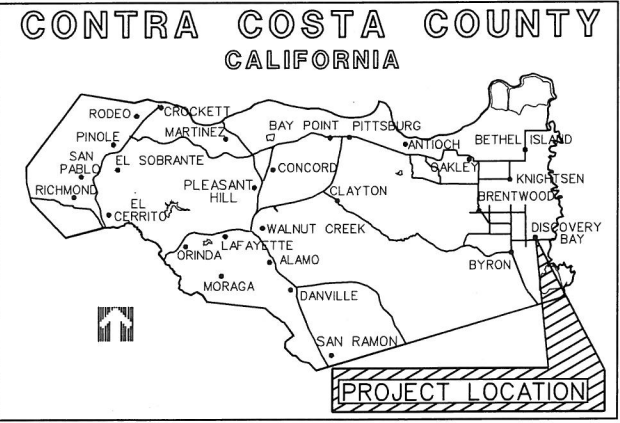 CONTRA COSTA COUNTY
CALIFORNIA
RODEO
CROCKETT
MARTINEZ
BAY POINT
PITTSBURG
PINOLE
ANTIOCH
BETHEL ISLAND
SAN
PABLO
EL SOBRANTE
OAKLEY
CONCORD
KNIGHTSEN
RICHMOND
PLEASANT
HILL
CLAYTON
BRENTWOOD
EL
CERRITO
WALNUT CREEK
DISCOVERY
BAY
LAFAYETTE
ORINDA
ALAMO
BYRON
MORAGA
DANVILLE
SAN RAMON
PROJECT LOCATION